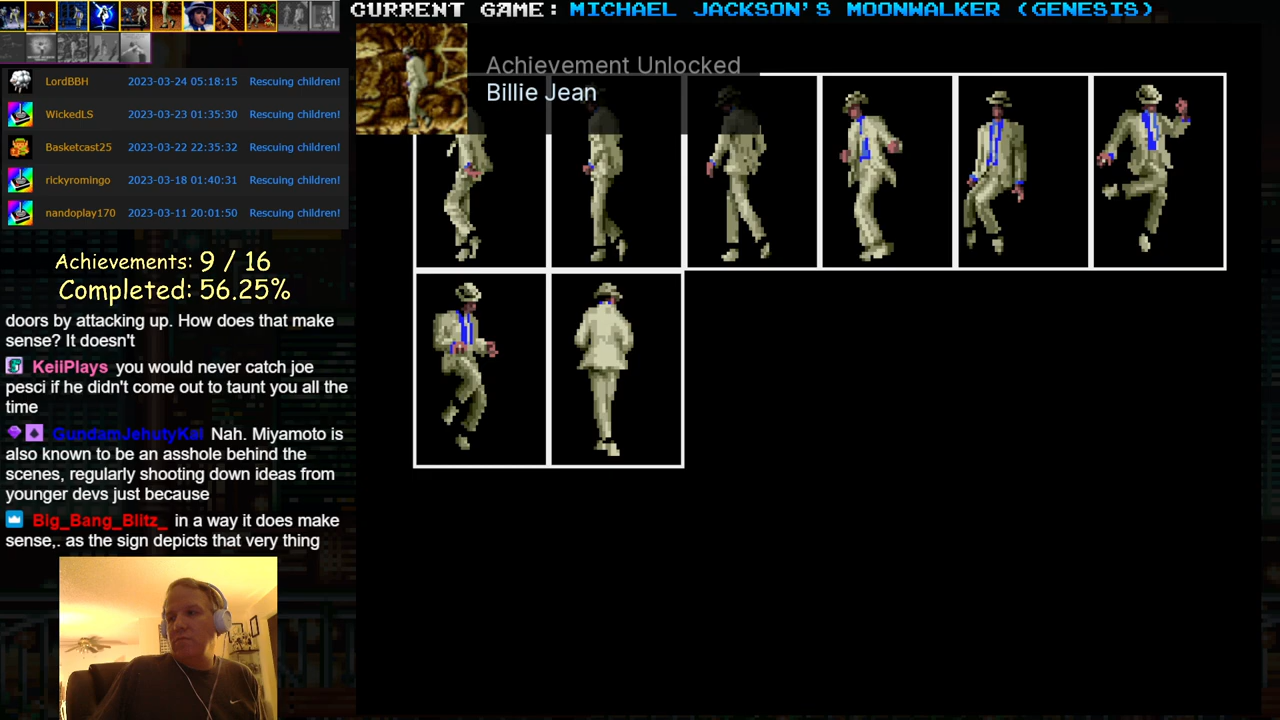 CURRENT GAME: MICHAEL JACKSON'S MOONWALKER (GENESIS)
Achievement Unlocked
Billie Jean
LordBBH 2023-03-24 05:18:15 Rescuing children!
WickedLS 2023-03-23 01:35:30 Rescuing children!
Basketcast25 2023-03-22 22:35:32 Rescuing children!
rickyromingo 2023-03-18 01:40:31 Rescuing children!
nandoplay170 2023-03-11 20:01:50 Rescuing children!
Achievements: 9 / 16
Completed: 56.25%
doors by attacking up. How does that make
sense? It doesn't
KeiiPlays you would never catch joe
pesci if he didn't come out to taunt you all the
time
GundamJehutyKai Nah. Miyamoto is
also known to be an asshole behind the
scenes, regularly shooting down ideas from
younger devs just because
Big_Bang_Blitz_ in a way it does make
sense,. as the sign depicts that very thing